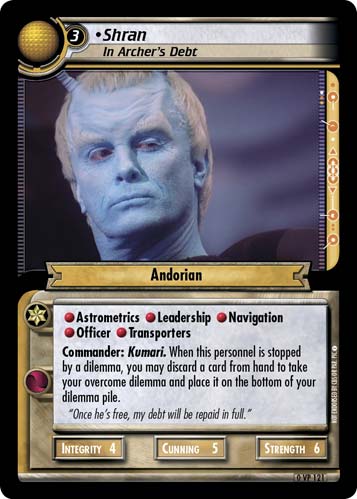 3
•Shran
In Archer's Debt
Andorian
Astrometrics Leadership Navigation
Officer Transporters
Commander: Kumari. When this personnel is stopped
by a dilemma, you may discard a card from hand to take
your overcome dilemma and place it on the bottom of your
dilemma pile.
"Once he's free, my debt will be repaid in full."
Integrity 4 Cunning 5 Strength 6
0 VP 121